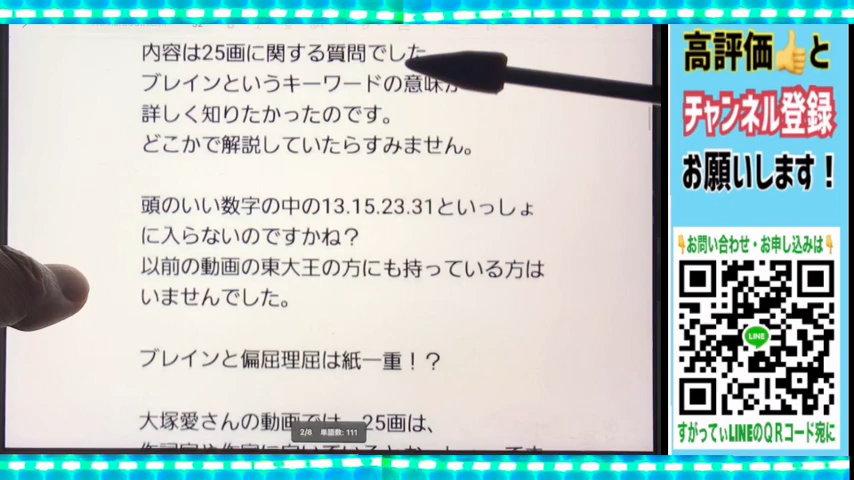 内容は25画に関する質問でした
ブレインというキーワードの意味が
詳しく知りたかったのです。
どこかで解説していたらすみません。
頭のいい数字の中の13.15.23.31といっしょ
に入らないのですかね?
以前の動画の東大王の方にも持っている方は
いませんでした。
ブレインと偏屈理屈は紙一重!?
大塚愛さんの動画では、25画は、
2/8 単語数: 111
高評価👍と
チャンネル登録
お願いします!
👇お問い合わせ・お申し込みは👇
LINE
すがってぃLINEのQRコード宛に